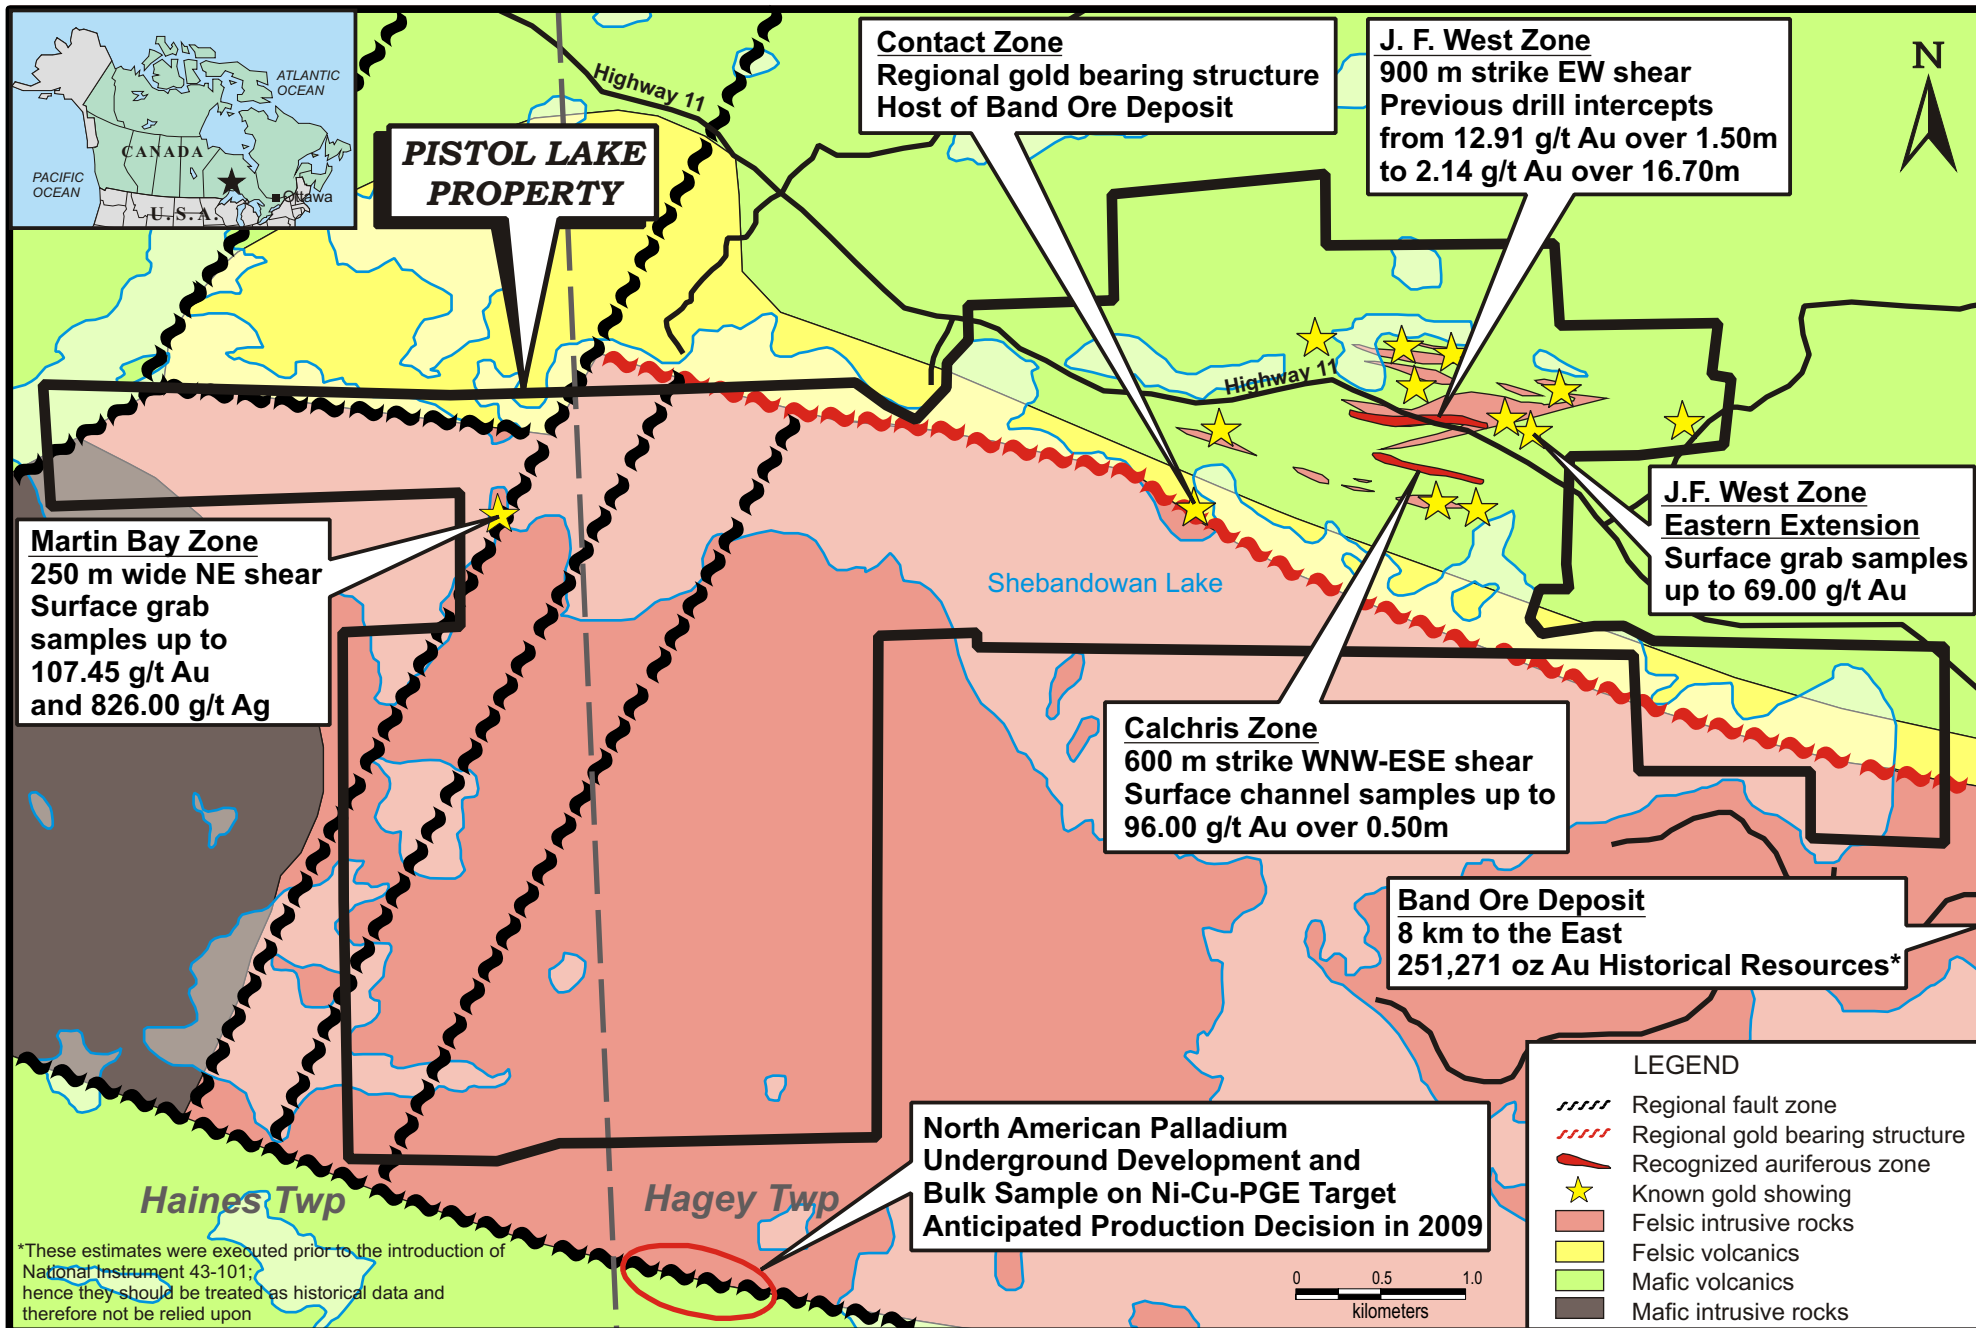 ATLANTIC
OCEAN
CANADA
PACIFIC
OCEAN
Ottawa
U.S.A.
Highway 11
PISTOL LAKE
PROPERTY
Contact Zone
Regional gold bearing structure
Host of Band Ore Deposit
J. F. West Zone
900 m strike EW shear
Previous drill intercepts
from 12.91 g/t Au over 1.50m
to 2.14 g/t Au over 16.70m
N
Highway 11
J.F. West Zone
Eastern Extension
Surface grab samples
up to 69.00 g/t Au
Martin Bay Zone
250 m wide NE shear
Surface grab
samples up to
107.45 g/t Au
and 826.00 g/t Ag
Shebandowan Lake
Calchris Zone
600 m strike WNW-ESE shear
Surface channel samples up to
96.00 g/t Au over 0.50m
Band Ore Deposit
8 km to the East
251,271 oz Au Historical Resources*
North American Palladium
Underground Development and
Bulk Sample on Ni-Cu-PGE Target
Anticipated Production Decision in 2009
Haines Twp
Hagey Twp
*These estimates were executed prior to the introduction of
National Instrument 43-101;
hence they should be treated as historical data and
therefore not be relied upon
0 0.5 1.0
kilometers
LEGEND
Regional fault zone
Regional gold bearing structure
Recognized auriferous zone
Known gold showing
Felsic intrusive rocks
Felsic volcanics
Mafic volcanics
Mafic intrusive rocks